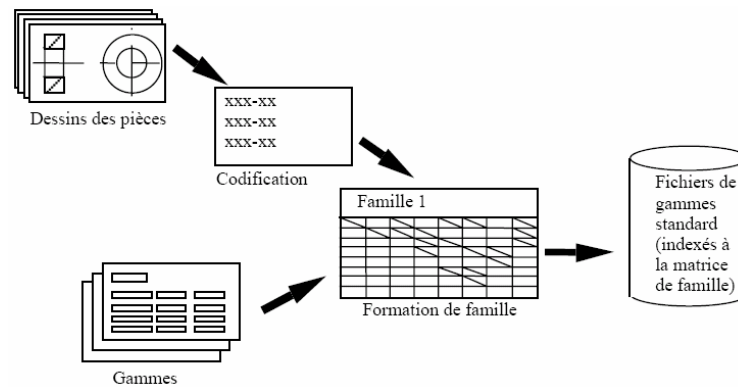 Dessins des pièces
xxx-xx
xxx-xx
xxx-xx
Codification
Famille 1
Formation de famille
Gammes
Fichiers de
gammes
standard
(indexés à
la matrice
de famille)